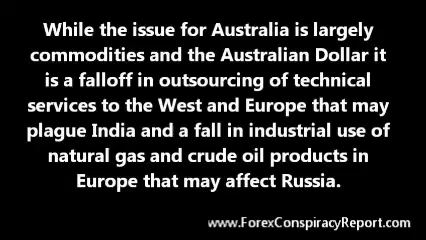 While the issue for Australia is largely
commodities and the Australian Dollar it
is a falloff in outsourcing of technical
services to the West and Europe that may
plague India and a fall in industrial use of
natural gas and crude oil products in
Europe that may affect Russia.
www.ForexConspiracyReport.com